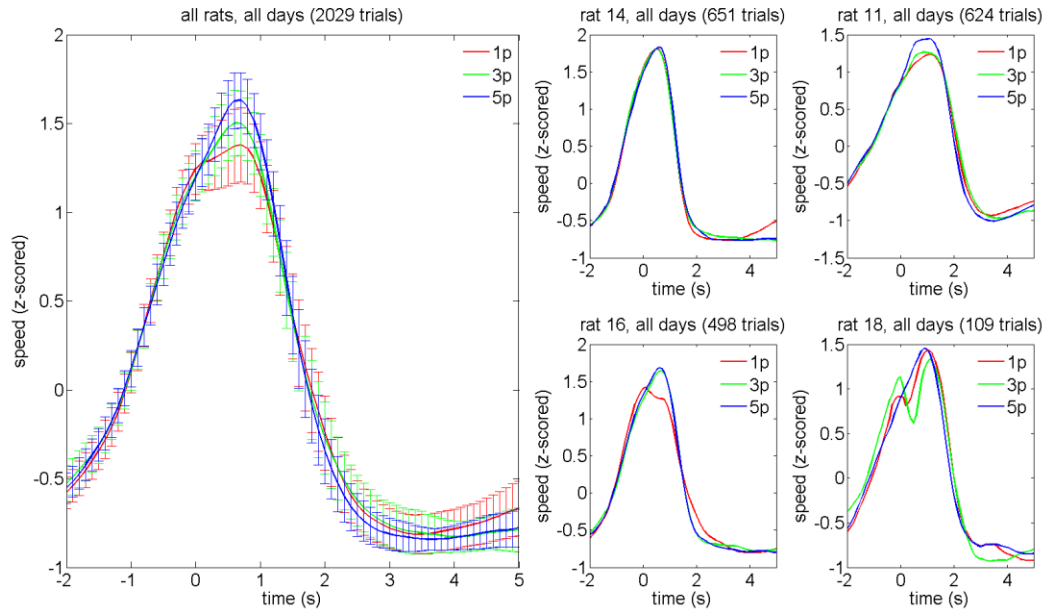 all rats, all days (2029 trials)
2
1.5
1
0.5
0
-0.5
-1
-2
-1
0
1
2
3
4
5
speed (z-scored)
time (s)
1p
3p
5p
rat 14, all days (651 trials)
2
1.5
1
0.5
0
-0.5
-1
-2
0
2
4
speed (z-scored)
time (s)
1p
3p
5p
rat 11, all days (624 trials)
1.5
1
0.5
0
-0.5
-1
-1.5
-2
0
2
4
speed (z-scored)
time (s)
1p
3p
5p
rat 16, all days (498 trials)
2
1.5
1
0.5
0
-0.5
-1
-2
0
2
4
speed (z-scored)
time (s)
1p
3p
5p
rat 18, all days (109 trials)
1.5
1
0.5
0
-0.5
-1
-2
0
2
4
speed (z-scored)
time (s)
1p
3p
5p